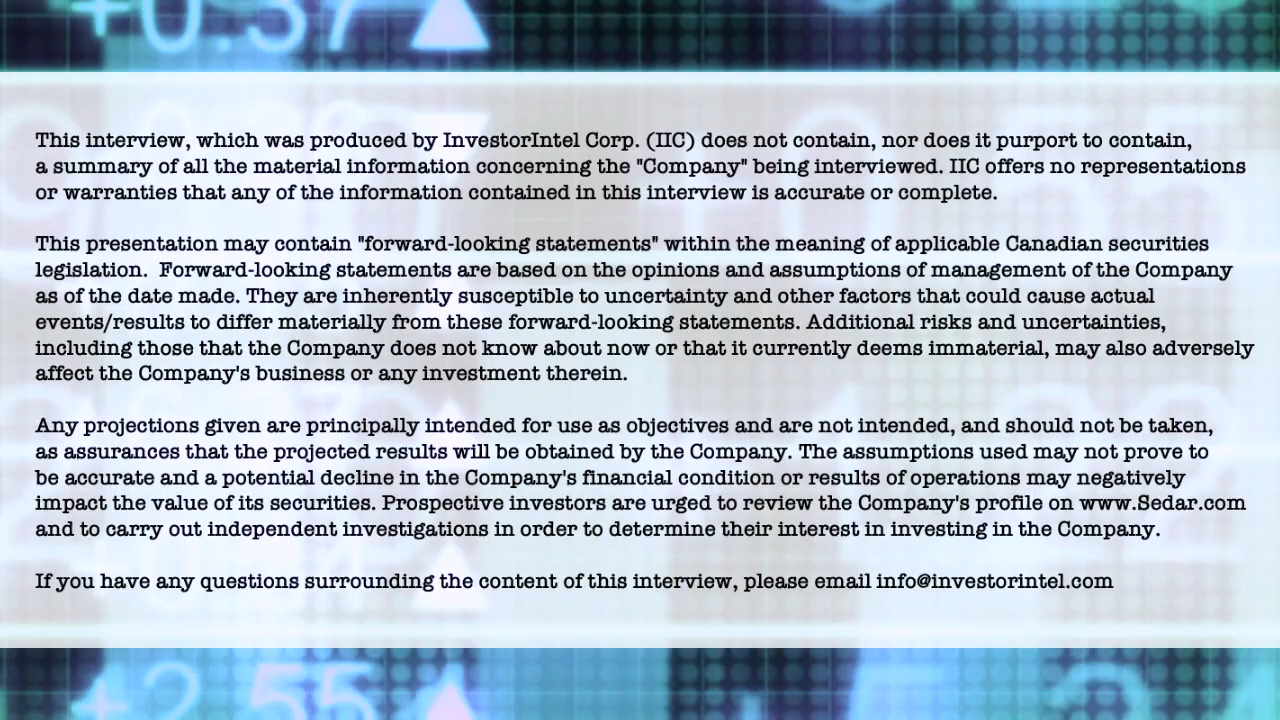 +0.37 ▲
This interview, which was produced by InvestorIntel Corp. (IIC) does not contain, nor does it purport to contain,
a summary of all the material information concerning the "Company" being interviewed. IIC offers no representations
or warranties that any of the information contained in this interview is accurate or complete.
This presentation may contain "forward-looking statements" within the meaning of applicable Canadian securities
legislation.  Forward-looking statements are based on the opinions and assumptions of management of the Company
as of the date made. They are inherently susceptible to uncertainty and other factors that could cause actual
events/results to differ materially from these forward-looking statements. Additional risks and uncertainties,
including those that the Company does not know about now or that it currently deems immaterial, may also adversely
affect the Company's business or any investment therein.
Any projections given are principally intended for use as objectives and are not intended, and should not be taken,
as assurances that the projected results will be obtained by the Company. The assumptions used may not prove to
be accurate and a potential decline in the Company's financial condition or results of operations may negatively
impact the value of its securities. Prospective investors are urged to review the Company's profile on www.Sedar.com
and to carry out independent investigations in order to determine their interest in investing in the Company.
If you have any questions surrounding the content of this interview, please email info@investorintel.com
+2.55 ▲